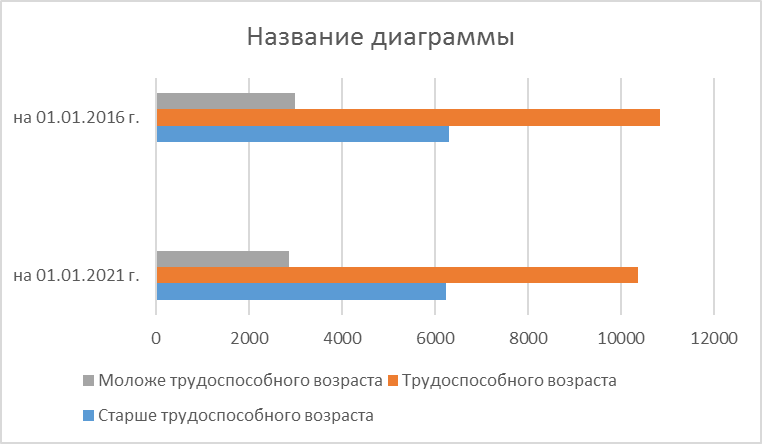 Название диаграммы
на 01.01.2016 г.
на 01.01.2021 г.
0 2000 4000 6000 8000 10000 12000
Моложе трудоспособного возраста Трудоспособного возраста
Старше трудоспособного возраста